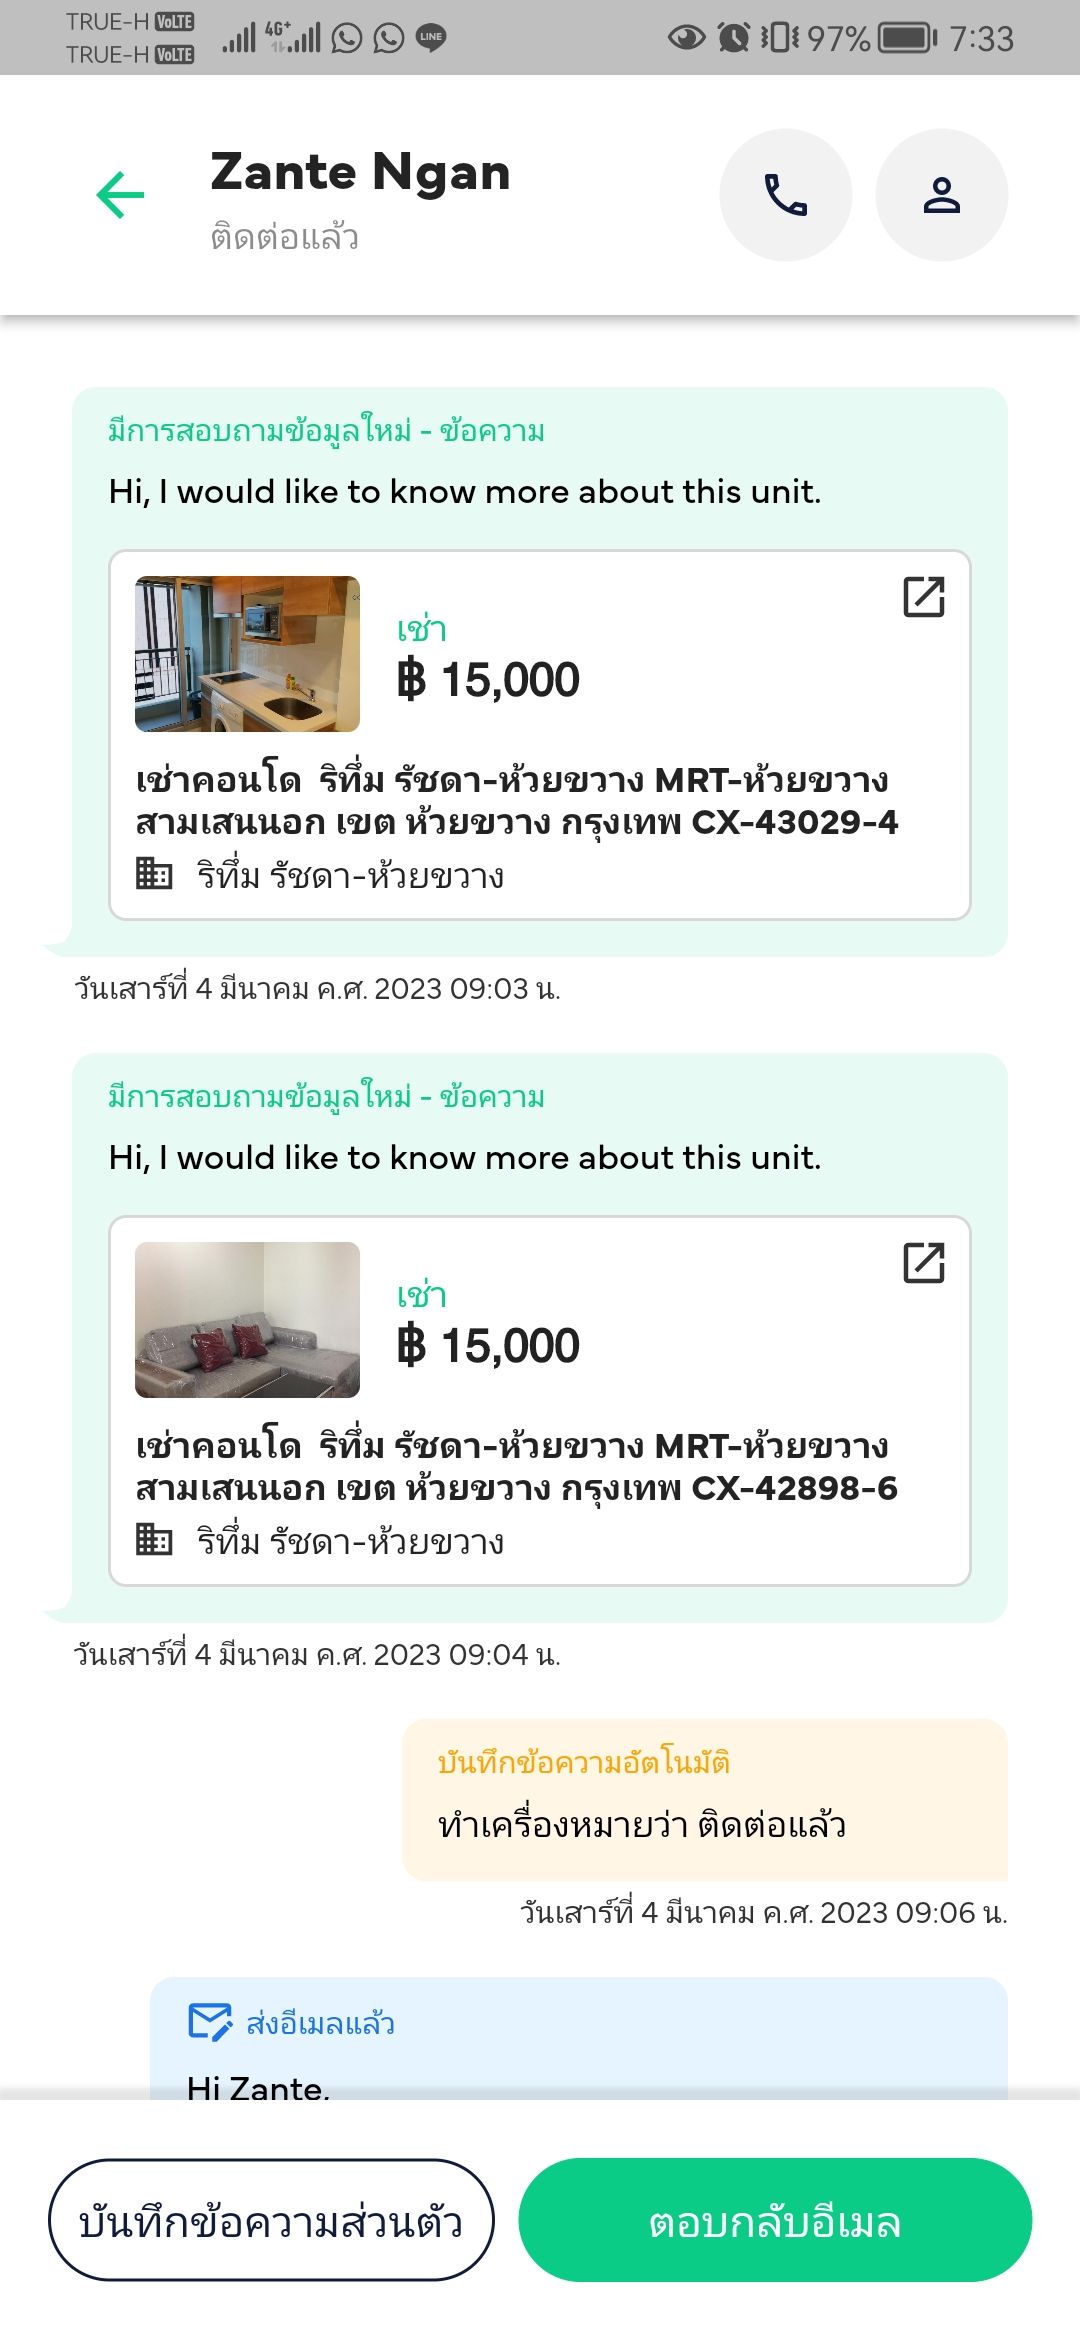 TRUE-H VoLTE
TRUE-H VoLTE
4G+
LINE
97%
7:33
Zante Ngan
ติดต่อแล้ว
มีการสอบถามข้อมูลใหม่ - ข้อความ
Hi, I would like to know more about this unit.
เช่า
฿ 15,000
เช่าคอนโด ริทึ่ม รัชดา-ห้วยขวาง MRT-ห้วยขวาง
สามเสนนอก เขต ห้วยขวาง กรุงเทพ CX-43029-4
ริทึ่ม รัชดา-ห้วยขวาง
วันเสาร์ที่ 4 มีนาคม ค.ศ. 2023 09:03 น.
มีการสอบถามข้อมูลใหม่ - ข้อความ
Hi, I would like to know more about this unit.
เช่า
฿ 15,000
เช่าคอนโด ริทึ่ม รัชดา-ห้วยขวาง MRT-ห้วยขวาง
สามเสนนอก เขต ห้วยขวาง กรุงเทพ CX-42898-6
ริทึ่ม รัชดา-ห้วยขวาง
วันเสาร์ที่ 4 มีนาคม ค.ศ. 2023 09:04 น.
บันทึกข้อความอัตโนมัติ
ทำเครื่องหมายว่า ติดต่อแล้ว
วันเสาร์ที่ 4 มีนาคม ค.ศ. 2023 09:06 น.
ส่งอีเมลแล้ว
Hi Zante,
บันทึกข้อความส่วนตัว
ตอบกลับอีเมล